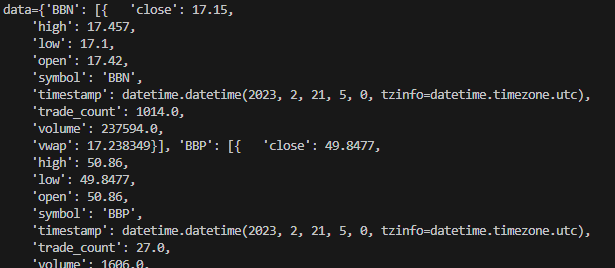 data={'BBN': [{   'close': 17.15,
    'high': 17.457,
    'low': 17.1,
    'open': 17.42,
    'symbol': 'BBN',
    'timestamp': datetime.datetime(2023, 2, 21, 5, 0, tzinfo=datetime.timezone.utc),
    'trade_count': 1014.0,
    'volume': 237594.0,
    'vwap': 17.238349}], 'BBP': [{   'close': 49.8477,
    'high': 50.86,
    'low': 49.8477,
    'open': 50.86,
    'symbol': 'BBP',
    'timestamp': datetime.datetime(2023, 2, 21, 5, 0, tzinfo=datetime.timezone.utc),
    'trade_count': 27.0,
    'volume': 1606.0,